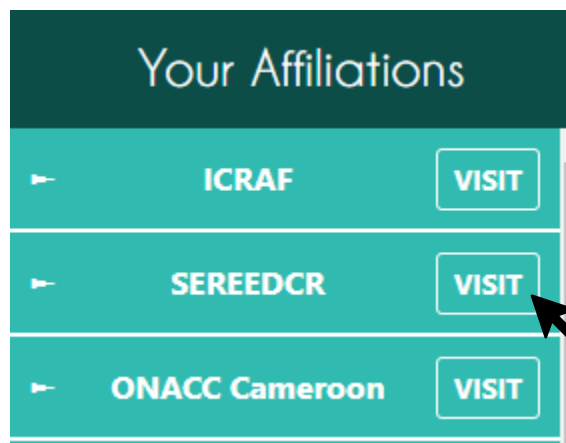 Your Affiliations
ICRAF VISIT
SEREEDCR VISIT
ONACC Cameroon VISIT